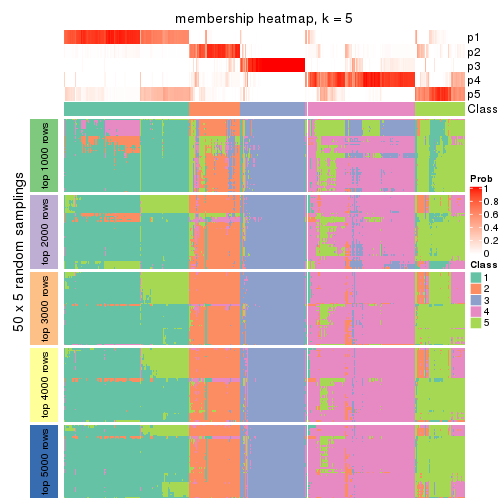 membership heatmap, k = 5
p1
p2
p3
p4
p5
Class
50 x 5 random samplings
top 1000 rows
top 2000 rows
top 3000 rows
top 4000 rows
top 5000 rows
Prob
1
0.8
0.6
0.4
0.2
0
Class
1
2
3
4
5